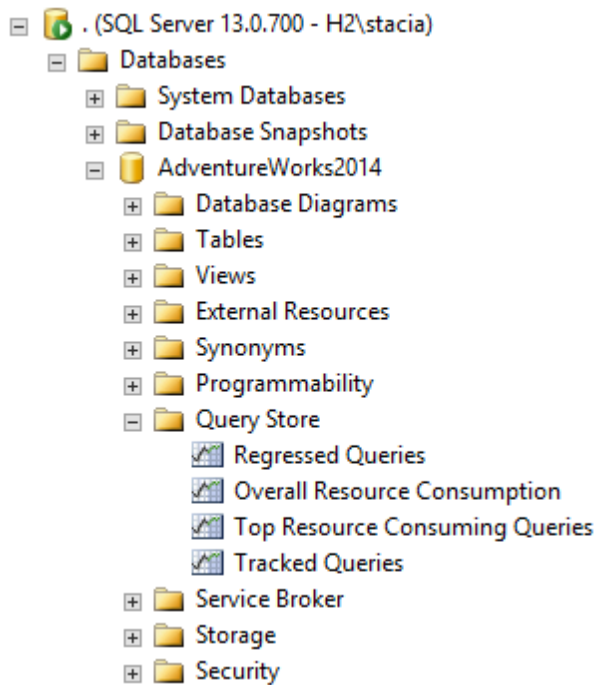 . (SQL Server 13.0.700 - H2\stacia)
Databases
System Databases
Database Snapshots
AdventureWorks2014
Database Diagrams
Tables
Views
External Resources
Synonyms
Programmability
Query Store
Regressed Queries
Overall Resource Consumption
Top Resource Consuming Queries
Tracked Queries
Service Broker
Storage
Security